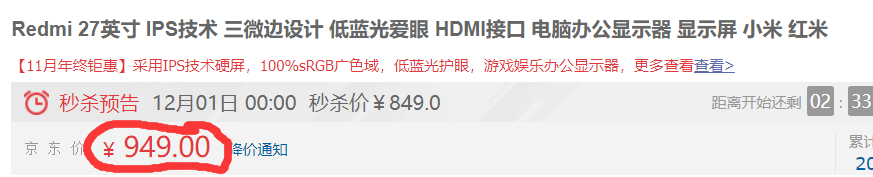 Redmi 27英寸 IPS技术 三微边设计 低蓝光爱眼 HDMI接口 电脑办公显示器 显示屏 小米 红米
【11月年终钜惠】采用IPS技术硬屏，100%sRGB广色域，低蓝光护眼，游戏娱乐办公显示器，更多查看查看>
秒杀预告 12月01日 00:00 秒杀价￥849.0 距离开始还剩 02 : 33
京东价 ￥ 949.00 降价通知 累计
20